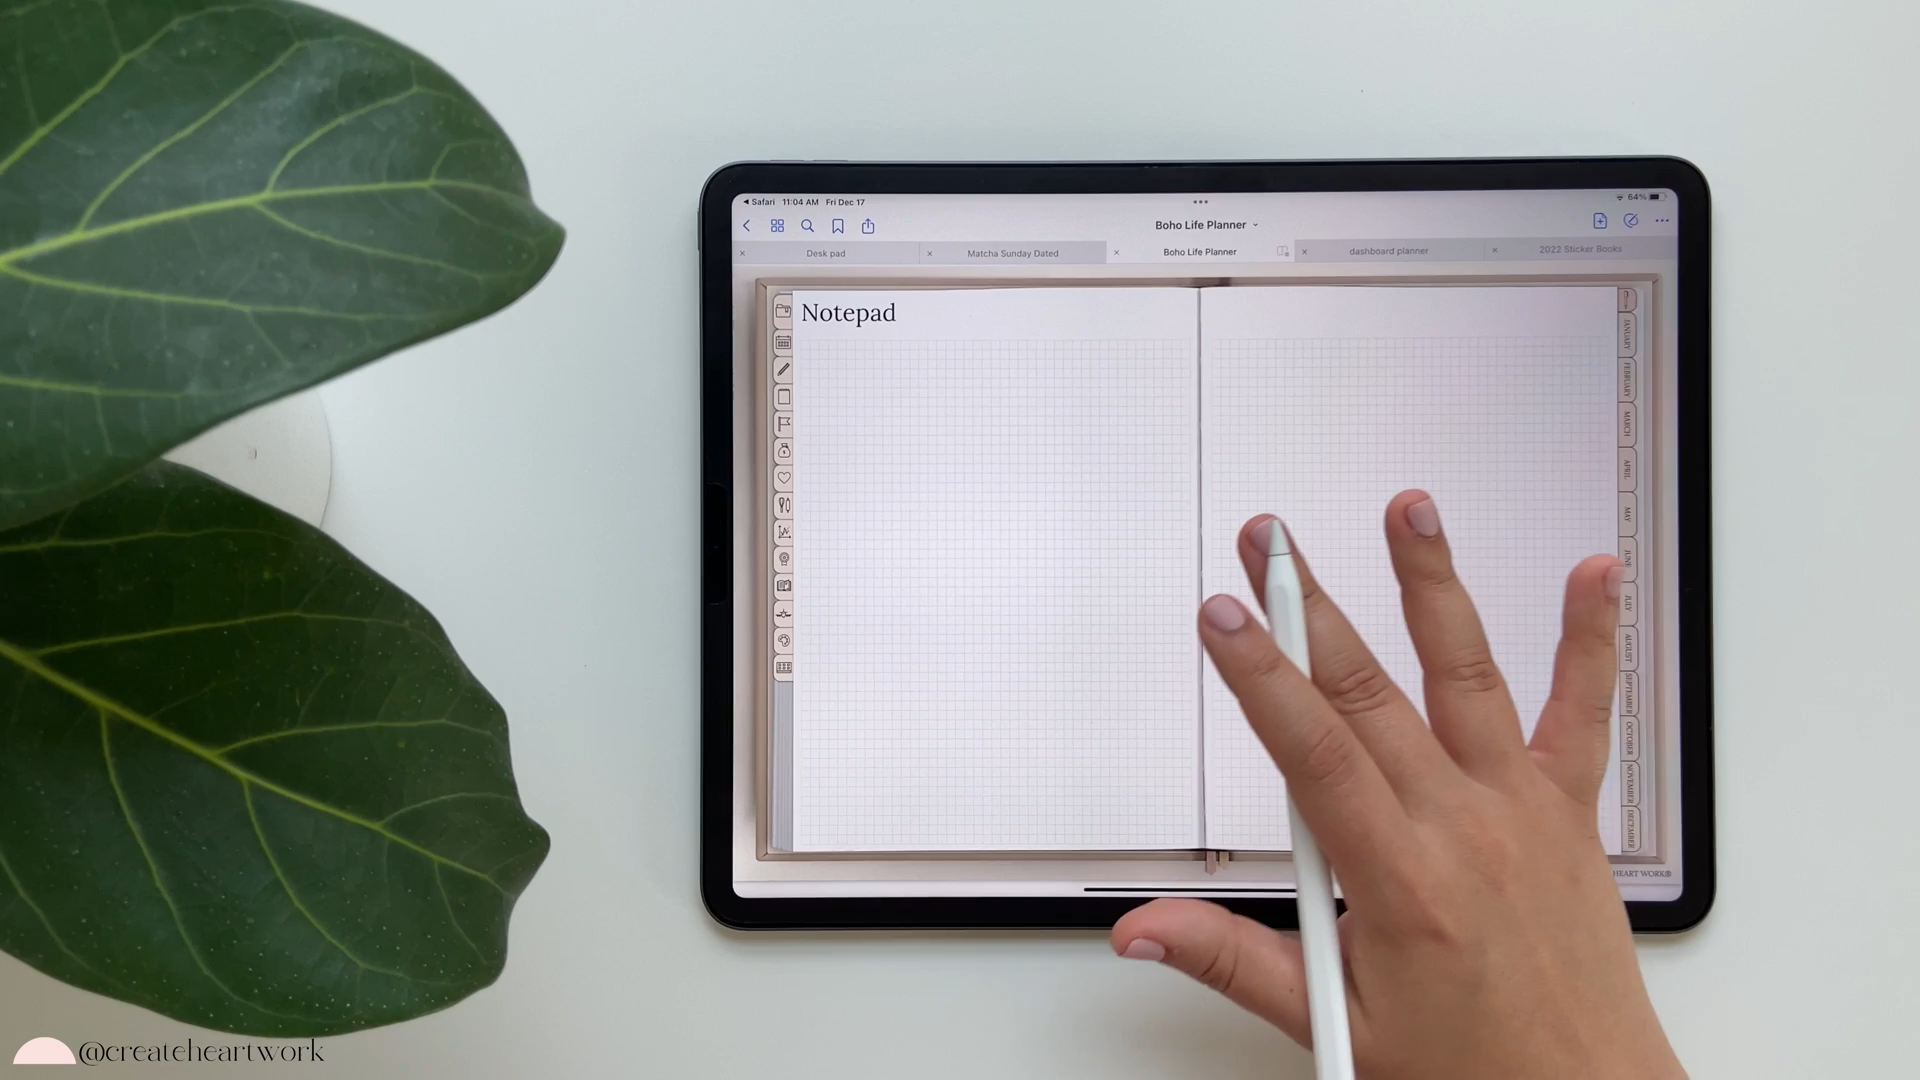 ◀ Safari 11:04 AM Fri Dec 17
64%
Boho Life Planner
Desk pad
Matcha Sunday Dated
Boho Life Planner
dashboard planner
2022 Sticker Books
Notepad
JANUARY
FEBRUARY
MARCH
APRIL
MAY
JUNE
JULY
AUGUST
SEPTEMBER
OCTOBER
NOVEMBER
DECEMBER
HEART WORK®
@createheartwork